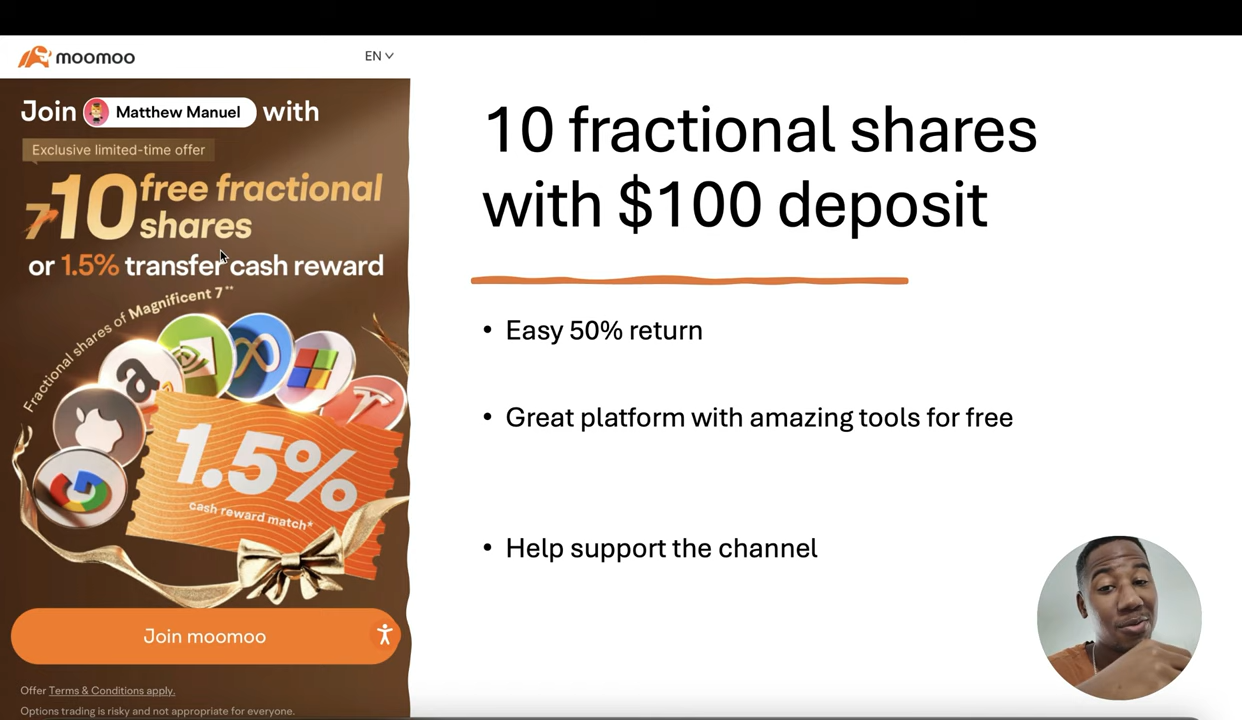 moomoo
EN
Join Matthew Manuel with
Exclusive limited-time offer
7 10 free fractional
shares
or 1.5% transfer cash reward
Fractional shares of Magnificent 7**
1.5%
cash reward match*
Join moomoo
Offer Terms & Conditions apply.
Options trading is risky and not appropriate for everyone.
10 fractional shares
with $100 deposit
• Easy 50% return
• Great platform with amazing tools for free
• Help support the channel